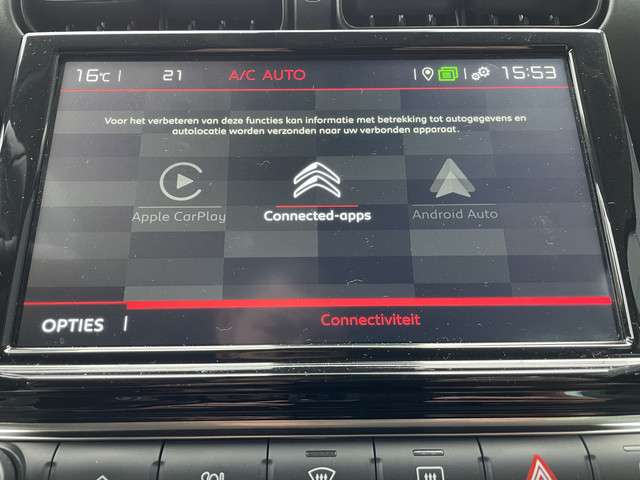 16°C 21 A/C AUTO 15:53
Voor het verbeteren van deze functies kan informatie met betrekking tot autogegevens en
autolocatie worden verzonden naar uw verbonden apparaat.
Apple CarPlay Connected-apps Android Auto
OPTIES Connectiviteit